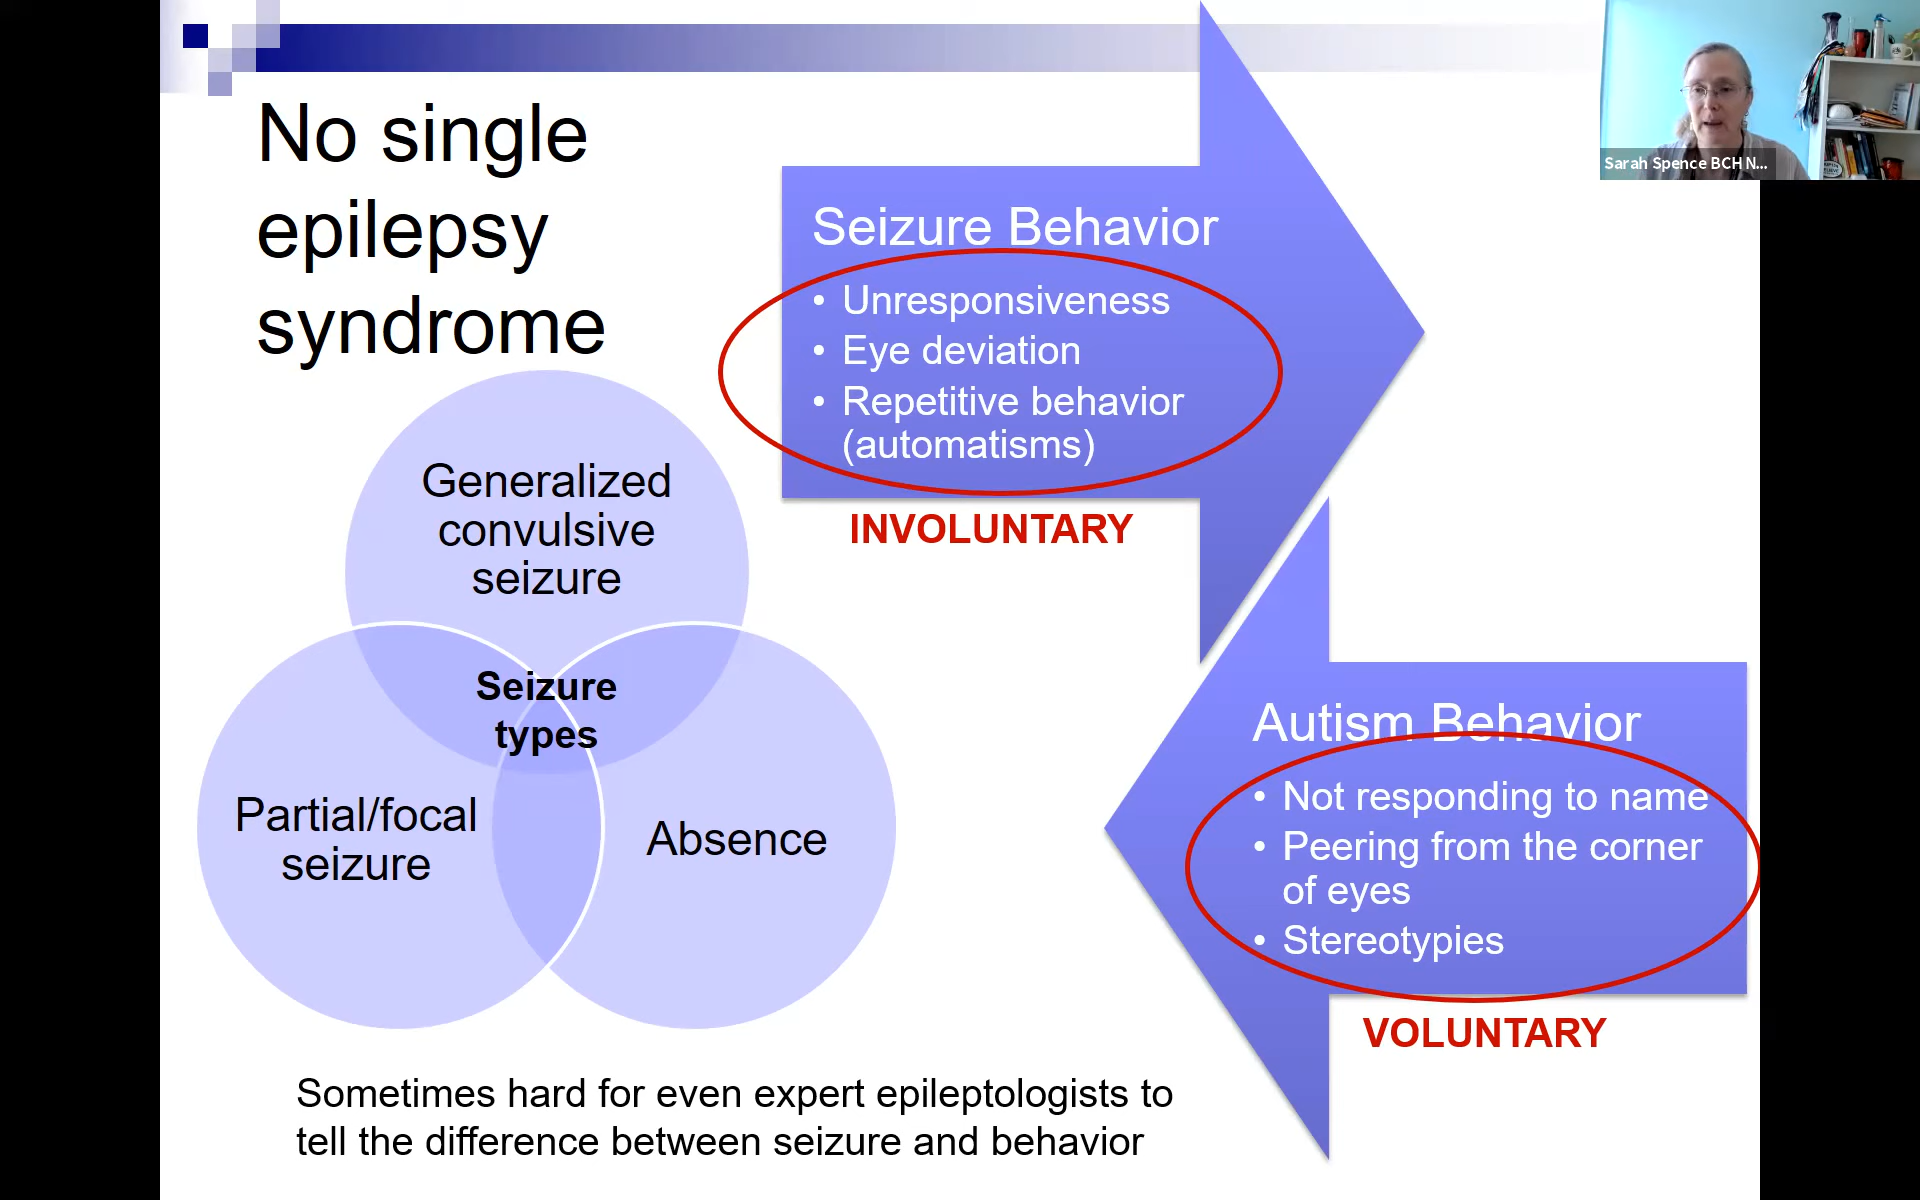 No single
epilepsy
syndrome
Generalized
convulsive
seizure
Seizure
types
Partial/focal
seizure
Absence
Seizure Behavior
• Unresponsiveness
• Eye deviation
• Repetitive behavior
(automatisms)
INVOLUNTARY
Autism Behavior
• Not responding to name
• Peering from the corner
of eyes
• Stereotypies
VOLUNTARY
Sometimes hard for even expert epileptologists to
tell the difference between seizure and behavior
Sarah Spence BCH N...